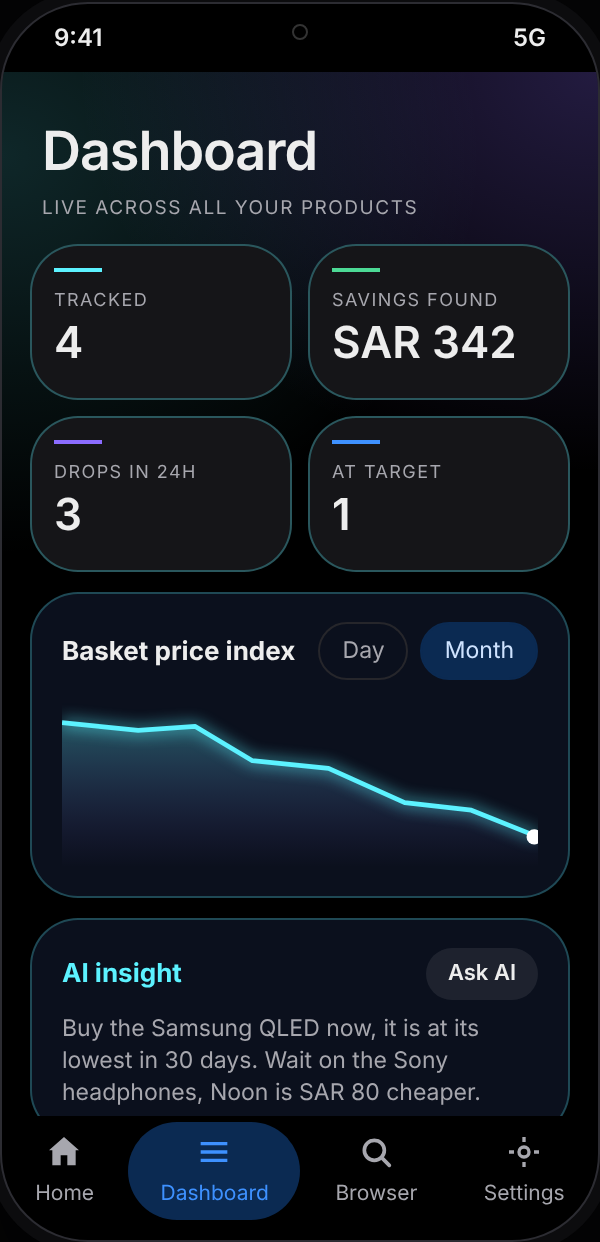 9:41
5G
Dashboard
LIVE ACROSS ALL YOUR PRODUCTS
TRACKED
4
SAVINGS FOUND
SAR 342
DROPS IN 24H
3
AT TARGET
1
Basket price index
Day
Month
AI insight
Ask AI
Buy the Samsung QLED now, it is at its
lowest in 30 days. Wait on the Sony
headphones, Noon is SAR 80 cheaper.
Home
Dashboard
Browser
Settings